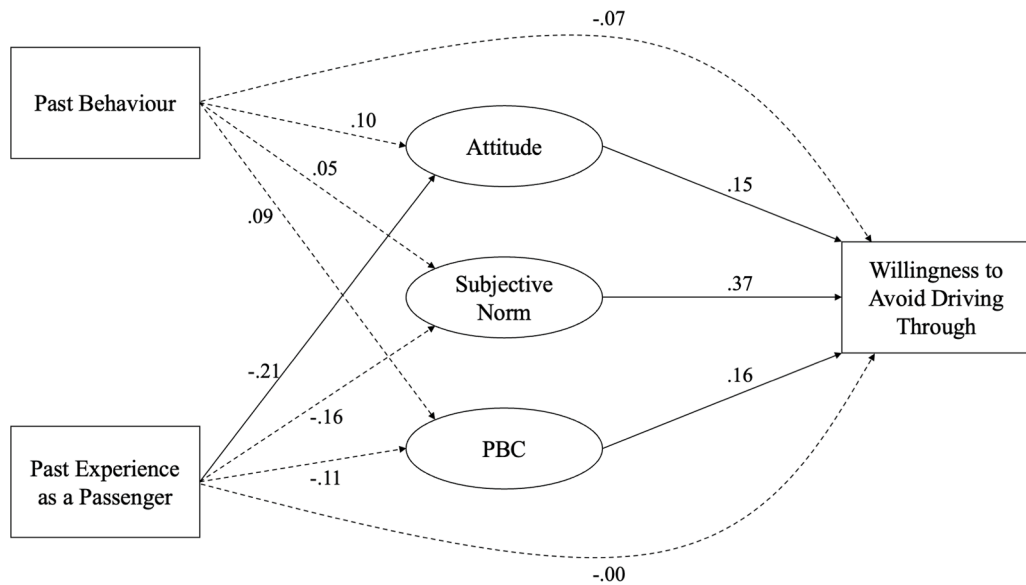 -.07
Past Behaviour
.10
Attitude
.05
.15
.09
Willingness to
Avoid Driving
Through
Subjective
Norm
.37
-.21
.16
-.16
Past Experience
as a Passenger
PBC
-.11
-.00